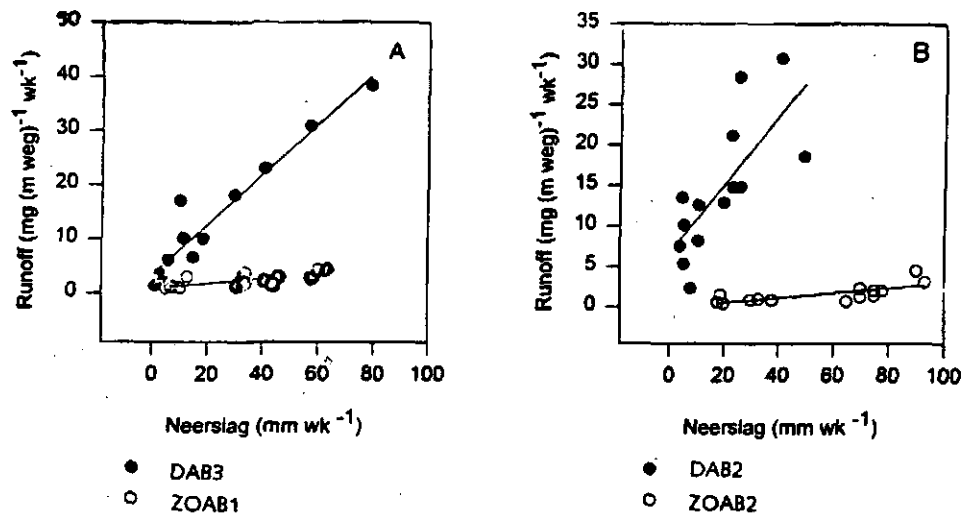 A
50
40
30
20
10
0
Runoff (mg (m weg)⁻¹ wk⁻¹)
0 20 40 60 80 100
Neerslag (mm wk⁻¹)
● DAB3
○ ZOAB1
B
35
30
25
20
15
10
5
0
Runoff (mg (m weg)⁻¹ wk⁻¹)
0 20 40 60 80 100
Neerslag (mm wk⁻¹)
● DAB2
○ ZOAB2